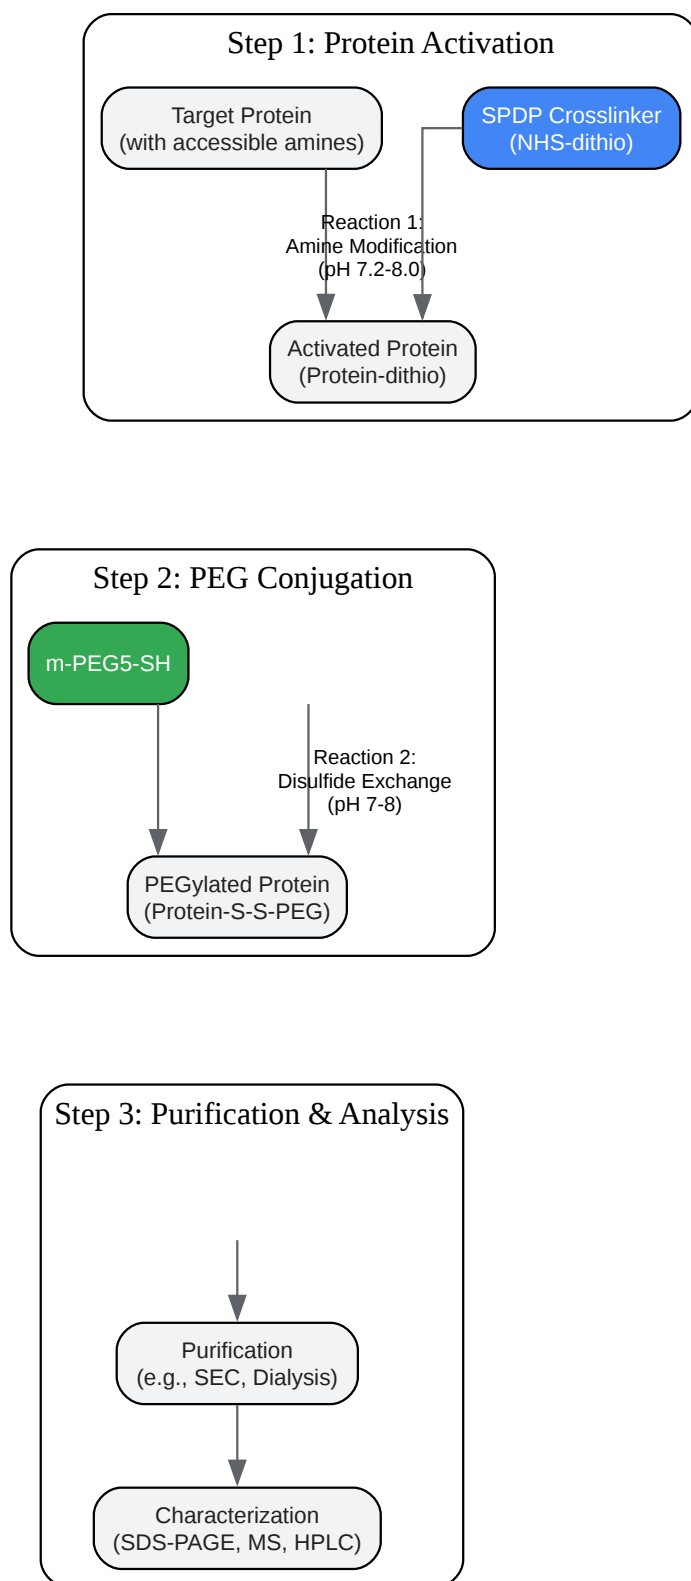 Step 1: Protein Activation
Target Protein
(with accessible amines)
SPDP Crosslinker
(NHS-dithio)
Reaction 1:
Amine Modification
(pH 7.2-8.0)
Activated Protein
(Protein-dithio)
Step 2: PEG Conjugation
m-PEG5-SH
Reaction 2:
Disulfide Exchange
(pH 7-8)
PEGylated Protein
(Protein-S-S-PEG)
Step 3: Purification & Analysis
Purification
(e.g., SEC, Dialysis)
Characterization
(SDS-PAGE, MS, HPLC)